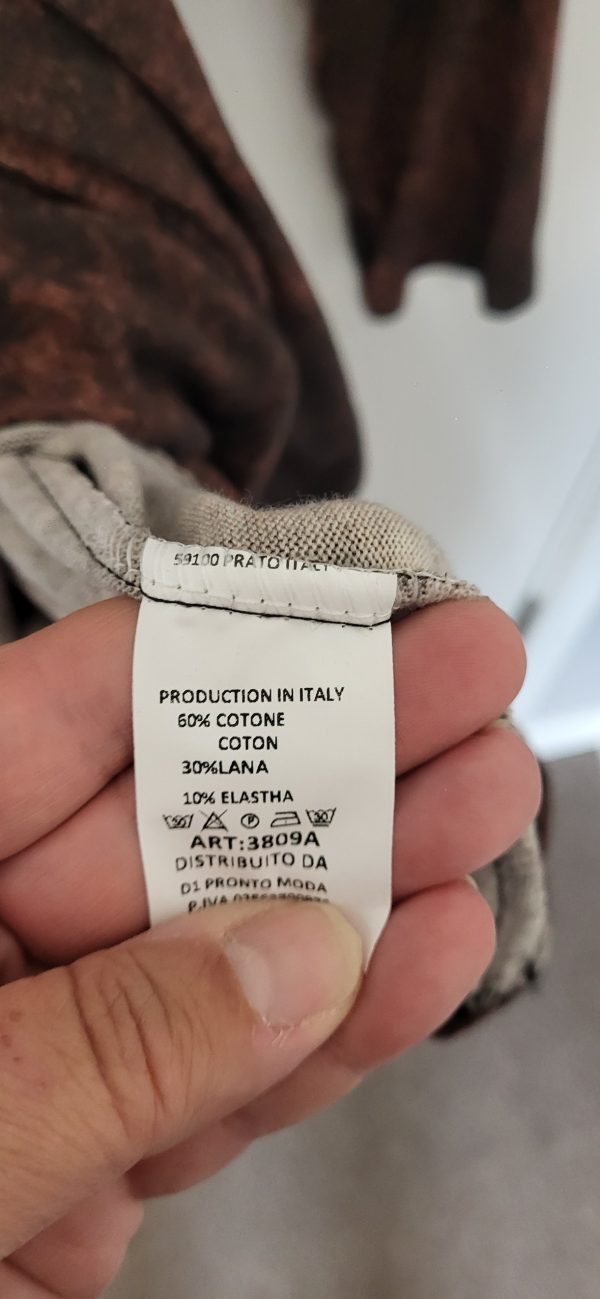 59100 PRATO ITALY
PRODUCTION IN ITALY
60% COTONE
COTON
30%LANA
10% ELASTHA
ART:3809A
DISTRIBUITO DA
D1 PRONTO MODA
P.IVA